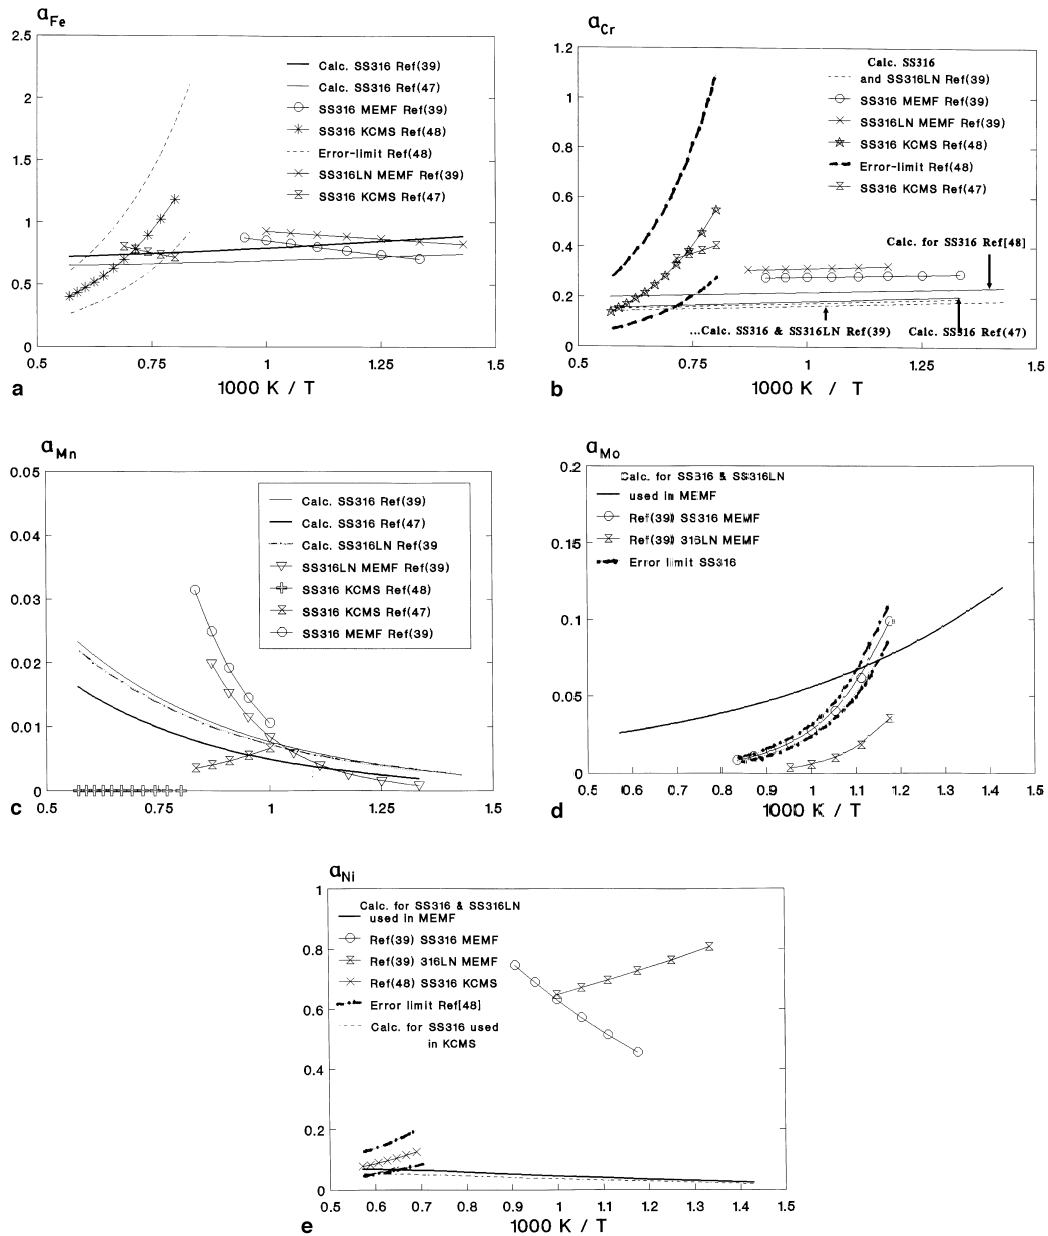 aFe
2.5
2
1.5
1
0.5
0
0.5
0.75
1
1.25
1.5
1000 K / T
a
Calc. SS316 Ref(39)
Calc. SS316 Ref(47)
SS316 MEMF Ref(39)
SS316 KCMS Ref(48)
Error-limit Ref(48)
SS316LN MEMF Ref(39)
SS316 KCMS Ref(47)
aCr
1.2
1
0.8
0.6
0.4
0.2
0
0.5
0.75
1
1.25
1.5
1000 K / T
b
Calc. SS316
and SS316LN Ref(39)
SS316 MEMF Ref(39)
SS316LN MEMF Ref(39)
SS316 KCMS Ref(48)
Error-limit Ref(48)
SS316 KCMS Ref(47)
Calc. for SS316 Ref[48]
...Calc. SS316 & SS316LN Ref(39)
Calc. SS316 Ref(47)
aMn
0.05
0.04
0.03
0.02
0.01
0
0.5
0.75
1
1.25
1.5
1000 K / T
c
Calc. SS316 Ref(39)
Calc. SS316 Ref(47)
Calc. SS316LN Ref(39
SS316LN MEMF Ref(39)
SS316 KCMS Ref(48)
SS316 KCMS Ref(47)
SS316 MEMF Ref(39)
aMo
0.2
0.15
0.1
0.05
0
0.5 0.6 0.7 0.8 0.9 1 1.1 1.2 1.3 1.4 1.5
1000 K / T
d
Calc. for SS316 & SS316LN
used in MEMF
Ref(39) SS316 MEMF
Ref(39) 316LN MEMF
Error limit SS316
aNi
1
0.8
0.6
0.4
0.2
0
0.5 0.6 0.7 0.8 0.9 1 1.1 1.2 1.3 1.4 1.5
1000 K / T
e
Calc. for SS316 & SS316LN
used in MEMF
Ref(39) SS316 MEMF
Ref(39) 316LN MEMF
Ref(48) SS316 KCMS
Error limit Ref[48]
Calc. for SS316 used
in KCMS